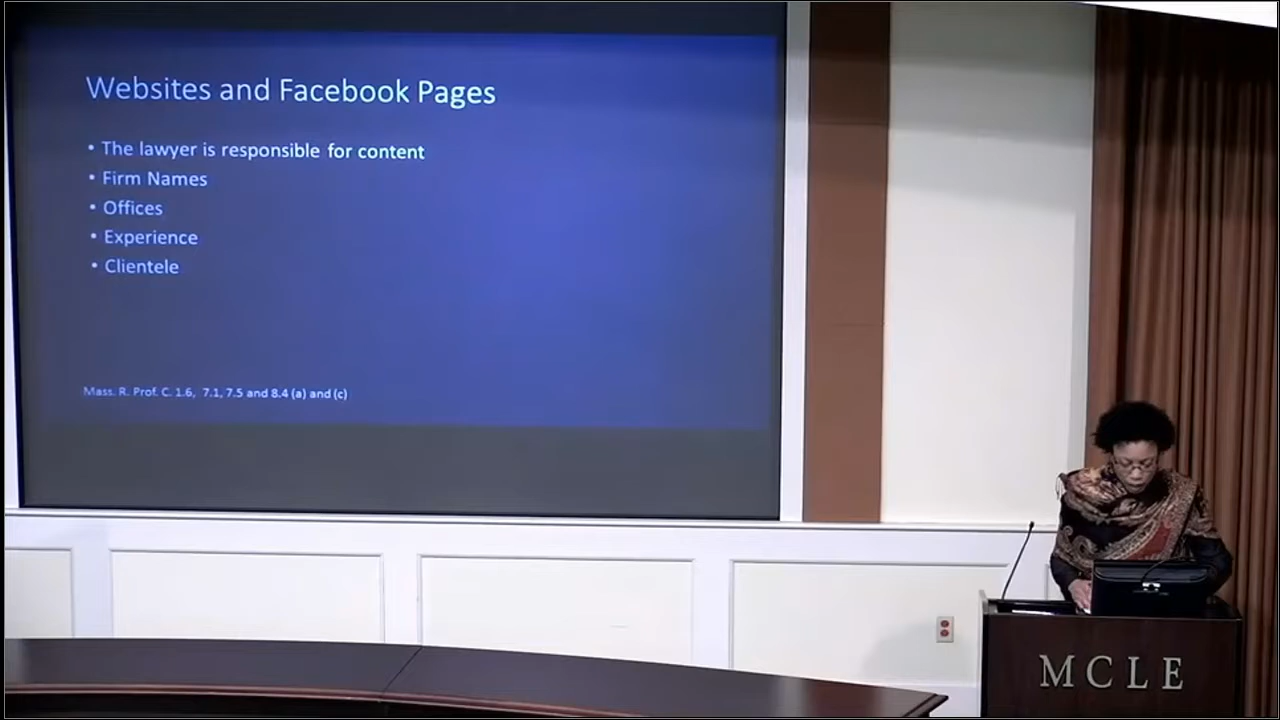 Websites and Facebook Pages
• The lawyer is responsible for content
• Firm Names
• Offices
• Experience
• Clientele
Mass. R. Prof. C. 1.6, 7.1, 7.5 and 8.4 (a) and (c)
MCLE